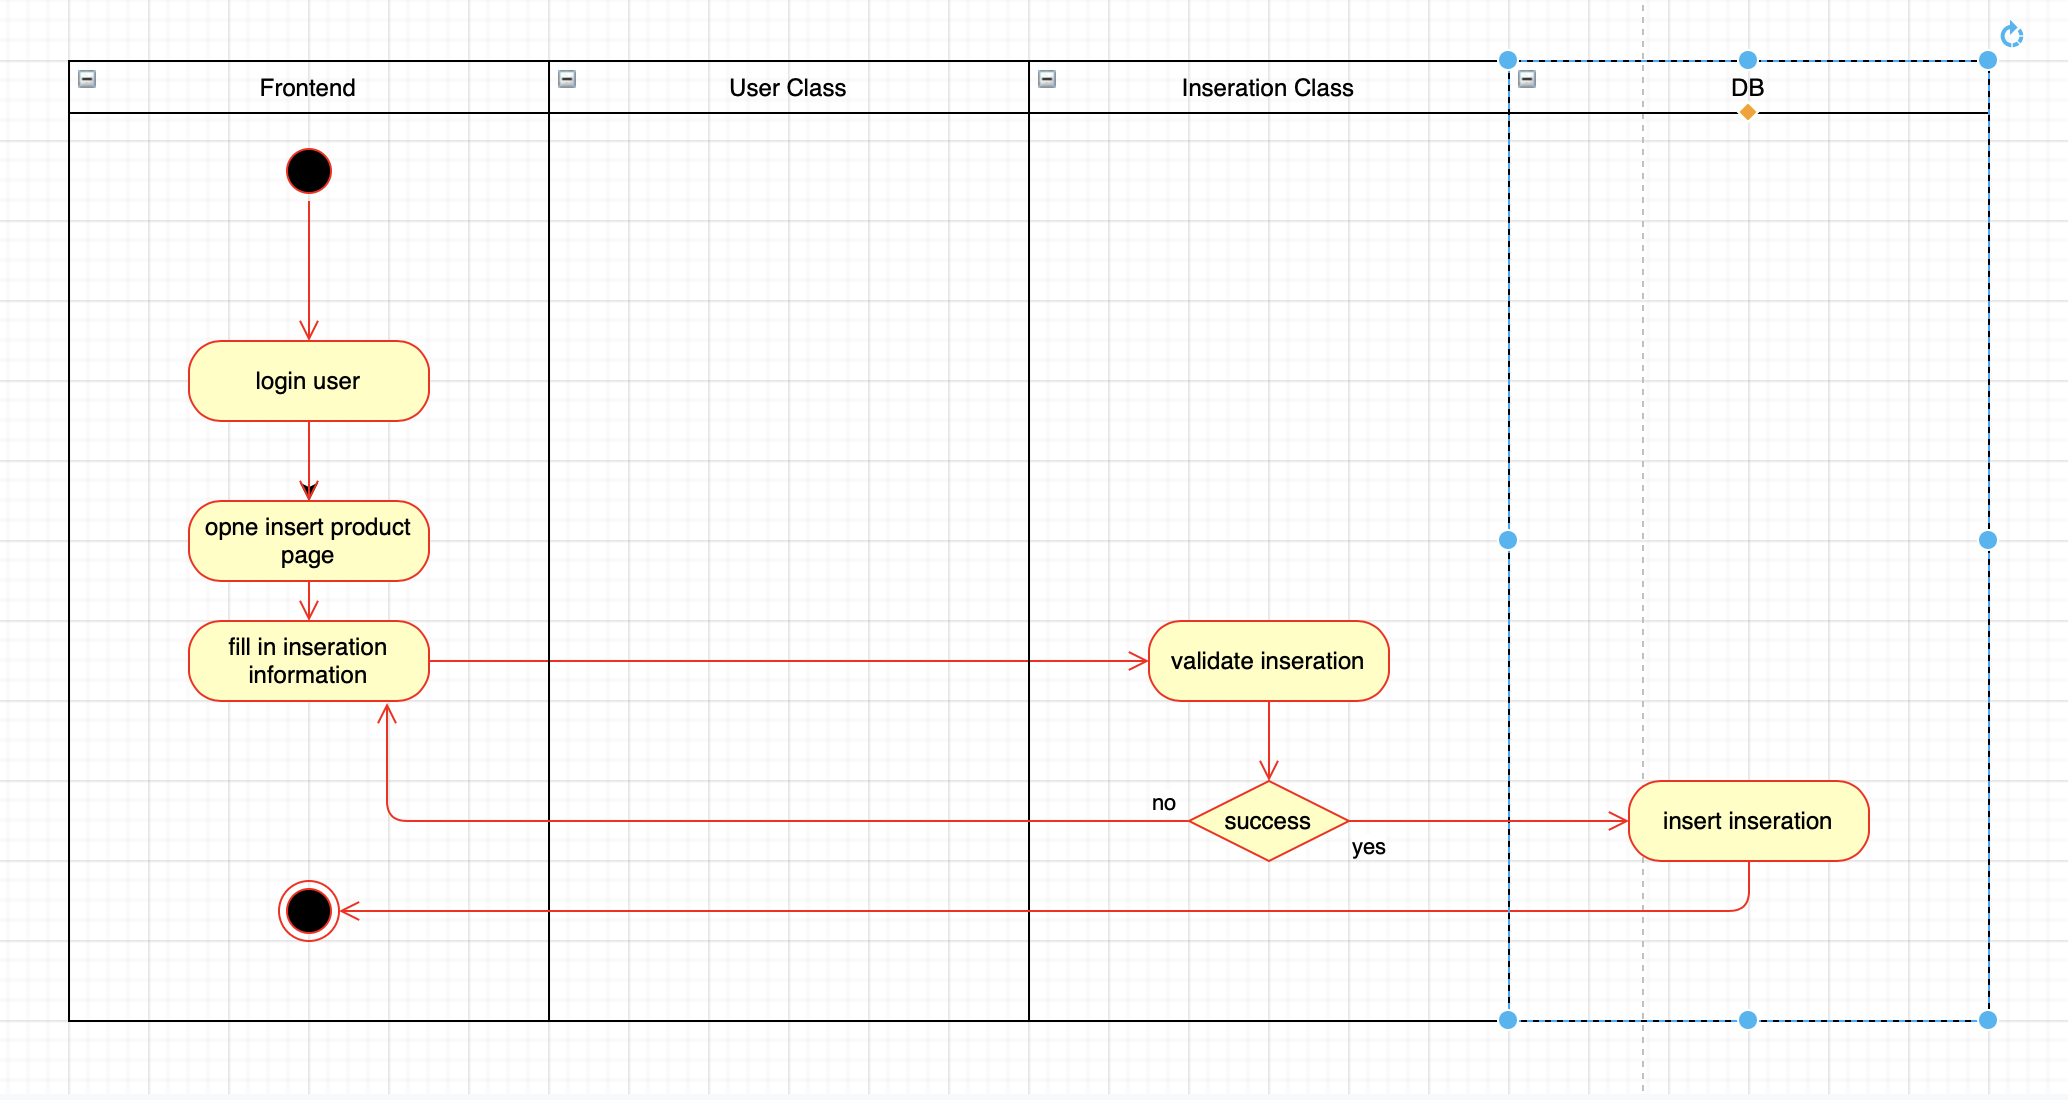 Frontend
User Class
Inseration Class
DB
login user
opne insert product
page
fill in inseration
information
validate inseration
no
success
yes
insert inseration